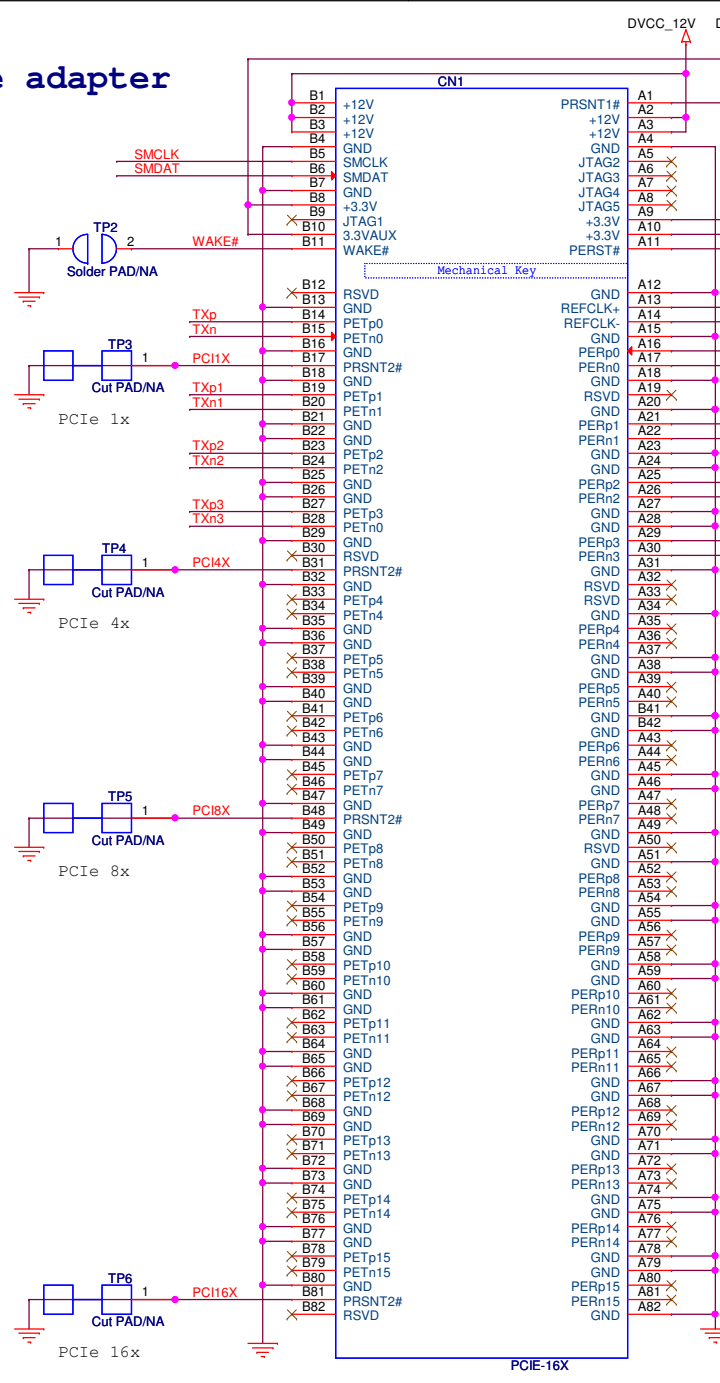 DVCC_12V
e adapter
CN1
B1 +12V PRSNT1# A1
B2 +12V +12V A2
B3 +12V +12V A3
B4 GND GND A4
SMCLK B5 SMCLK JTAG2 A5
SMDAT B6 SMDAT JTAG3 A6
B7 GND JTAG4 A7
B8 +3.3V JTAG5 A8
B9 JTAG1 +3.3V A9
TP2
B10 3.3VAUX +3.3V A10
1 2 WAKE# B11 WAKE# PERST# A11
Solder PAD/NA
Mechanical Key
B12 RSVD GND A12
B13 GND REFCLK+ A13
TXp B14 PETp0 REFCLK- A14
TXn B15 PETn0 GND A15
TP3
B16 GND PERp0 A16
1 PCI1X B17 PRSNT2# PERn0 A17
B18 GND GND A18
Cut PAD/NA
TXp1 B19 PETp1 RSVD A19
TXn1 B20 PETn1 GND A20
PCIe 1x
B21 GND PERp1 A21
B22 GND PERn1 A22
TXp2 B23 PETp2 GND A23
TXn2 B24 PETn2 GND A24
B25 GND PERp2 A25
B26 GND PERn2 A26
TXp3 B27 PETp3 GND A27
TXn3 B28 PETn0 GND A28
B29 GND PERp3 A29
TP4
B30 RSVD PERn3 A30
1 PCI4X B31 PRSNT2# GND A31
B32 GND RSVD A32
Cut PAD/NA
B33 PETp4 RSVD A33
B34 PETn4 GND A34
PCIe 4x
B35 GND PERp4 A35
B36 GND PERn4 A36
B37 PETp5 GND A37
B38 PETn5 GND A38
B39 GND PERp5 A39
B40 GND PERn5 A40
B41 PETp6 GND B41
B42 PETn6 GND B42
B43 GND PERp6 A43
B44 GND PERn6 A44
B45 PETp7 GND A45
B46 PETn7 GND A46
TP5
B47 GND PERp7 A47
1 PCI8X B48 PRSNT2# PERn7 A48
B49 GND GND A49
Cut PAD/NA
B50 PETp8 RSVD A50
B51 PETn8 GND A51
PCIe 8x
B52 GND PERp8 A52
B53 GND PERn8 A53
B54 PETp9 GND A54
B55 PETn9 GND A55
B56 GND PERp9 A56
B57 GND PERn9 A57
B58 PETp10 GND A58
B59 PETn10 GND A59
B60 GND PERp10 A60
B61 GND PERn10 A61
B62 PETp11 GND A62
B63 PETn11 GND A63
B64 GND PERp11 A64
B65 GND PERn11 A65
B66 PETp12 GND A66
B67 PETn12 GND A67
B68 GND PERp12 A68
B69 GND PERn12 A69
B70 PETp13 GND A70
B71 PETn13 GND A71
B72 GND PERp13 A72
B73 GND PERn13 A73
B74 PETp14 GND A74
B75 PETn14 GND A75
B76 GND PERp14 A76
B77 GND PERn14 A77
B78 PETp15 GND A78
B79 PETn15 GND A79
TP6
B80 GND PERp15 A80
1 PCI16X B81 PRSNT2# PERn15 A81
B82 RSVD GND A82
Cut PAD/NA
PCIe 16x
PCIE-16X